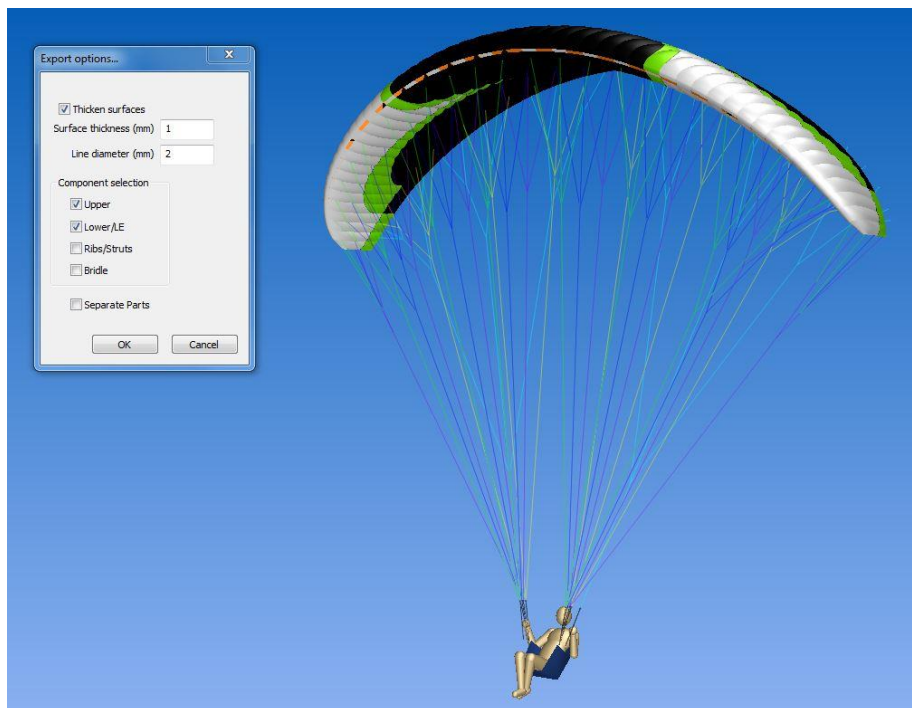 Export options...
Thicken surfaces
Surface thickness (mm) 1
Line diameter (mm) 2
Component selection
Upper
Lower/LE
Ribs/Struts
Bridle
Separate Parts
OK Cancel